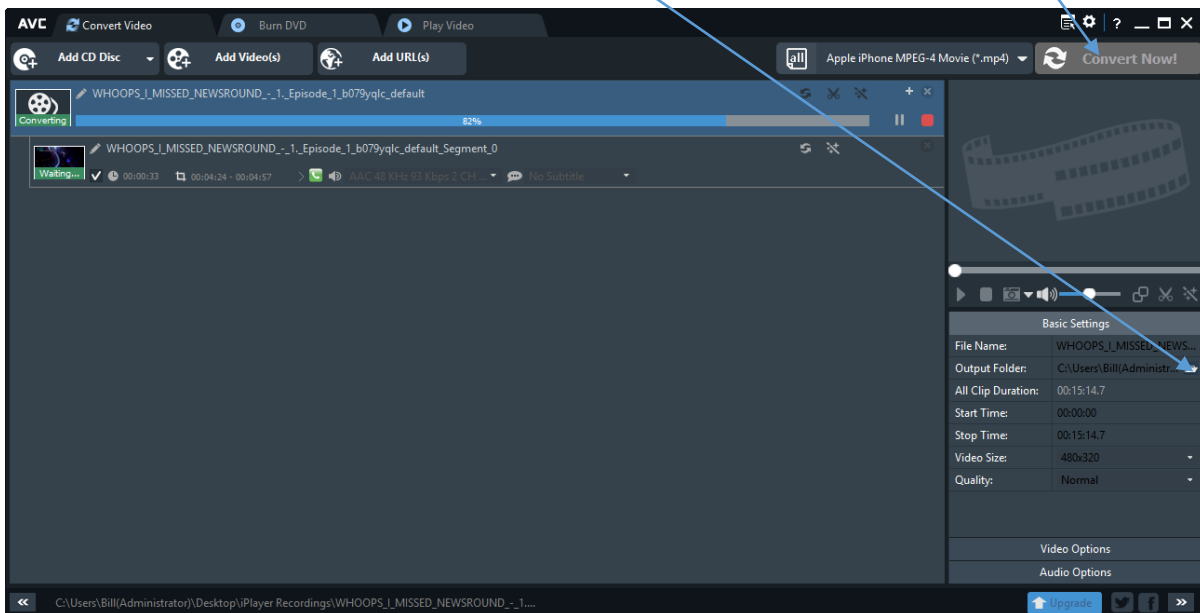 AVC Convert Video Burn DVD Play Video ?
Add CD Disc Add Video(s) Add URL(s) all Apple iPhone MPEG-4 Movie (*.mp4) Convert Now!
WHOOPS_I_MISSED_NEWSROUND_-_1._Episode_1_b079yqlc_default
Converting 82%
WHOOPS_I_MISSED_NEWSROUND_-_1._Episode_1_b079yqlc_default_Segment_0
Waiting... 00:00:33 00:04:24 - 00:04:57 AAC 48 KHz 93 Kbps 2 CH ... No Subtitle
Basic Settings
File Name: WHOOPS_I_MISSED_NEWS...
Output Folder: C:\Users\Bill(Administr...
All Clip Duration: 00:15:14.7
Start Time: 00:00:00
Stop Time: 00:15:14.7
Video Size: 480x320
Quality: Normal
Video Options
Audio Options
C:\Users\Bill(Administrator)\Desktop\iPlayer Recordings\WHOOPS_I_MISSED_NEWSROUND_-_1.... Upgrade